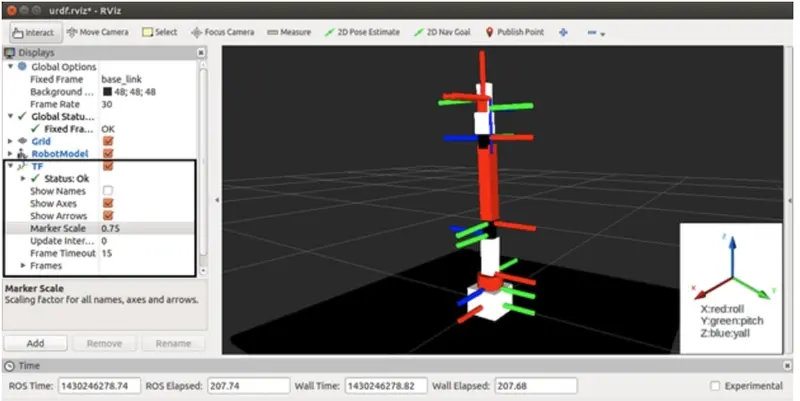 urdf.rviz* - RViz
Interact Move Camera Select Focus Camera Measure 2D Pose Estimate 2D Nav Goal Publish Point
Displays
Global Options
Fixed Frame base_link
Background ... 48; 48; 48
Frame Rate 30
Global Statu...
Fixed Fra... OK
Grid
RobotModel
TF
Status: Ok
Show Names
Show Axes
Show Arrows
Marker Scale 0.75
Update Inter... 0
Frame Timeout 15
Frames
Marker Scale
Scaling factor for all names, axes and arrows.
Add Remove Rename
Z
X Y
X:red:roll
Y:green:pitch
Z:blue:yall
Time
ROS Time: 1430246278.74 ROS Elapsed: 207.74 Wall Time: 1430246278.82 Wall Elapsed: 207.68 Experimental